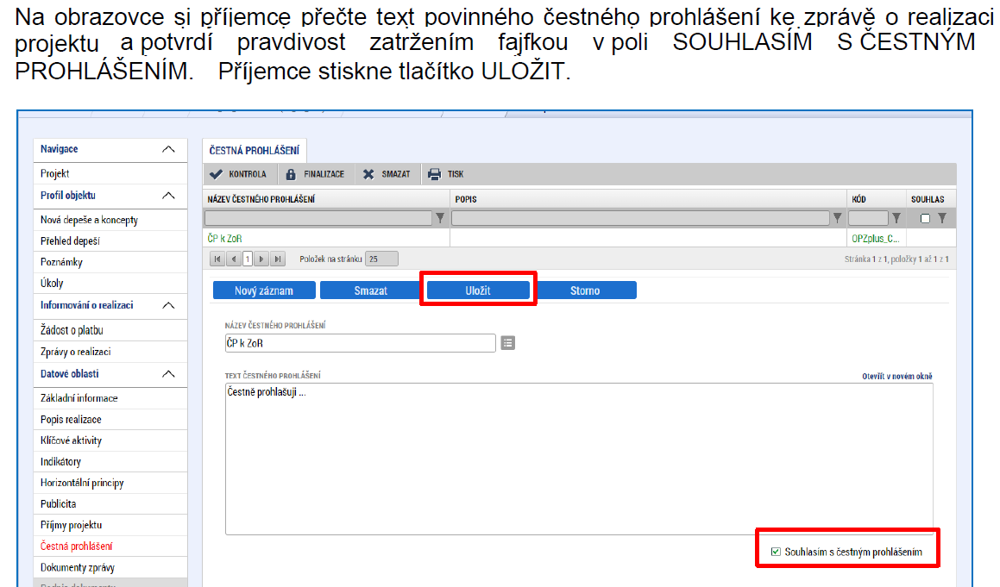 Na obrazovce si příjemce přečte text povinného čestného prohlášení ke zprávě o realizaci
projektu a potvrdí pravdivost zatržením fajfkou v poli SOUHLASÍM S ČESTNÝM
PROHLÁŠENÍM. Příjemce stiskne tlačítko ULOŽIT.
Navigace
Projekt
Profil objektu
Nová depeše a koncepty
Přehled depeší
Poznámky
Úkoly
Informování o realizaci
Žádost o platbu
Zprávy o realizaci
Datové oblasti
Základní informace
Popis realizace
Klíčové aktivity
Indikátory
Horizontální principy
Publicita
Příjmy projektu
Čestná prohlášení
Dokumenty zprávy
ČESTNÁ PROHLÁŠENÍ
KONTROLA FINALIZACE SMAZAT TISK
NÁZEV ČESTNÉHO PROHLÁŠENÍ POPIS KÓD SOUHLAS
ČP k ZoR OPZplus_Č...
1 Položek na stránku 25 Stránka 1 z 1, položky 1 až 1 z 1
Nový záznam Smazat Uložit Storno
NÁZEV ČESTNÉHO PROHLÁŠENÍ
ČP k ZoR
TEXT ČESTNÉHO PROHLÁŠENÍ Otevřít v novém okně
Čestně prohlašuji ...
Souhlasím s čestným prohlášením